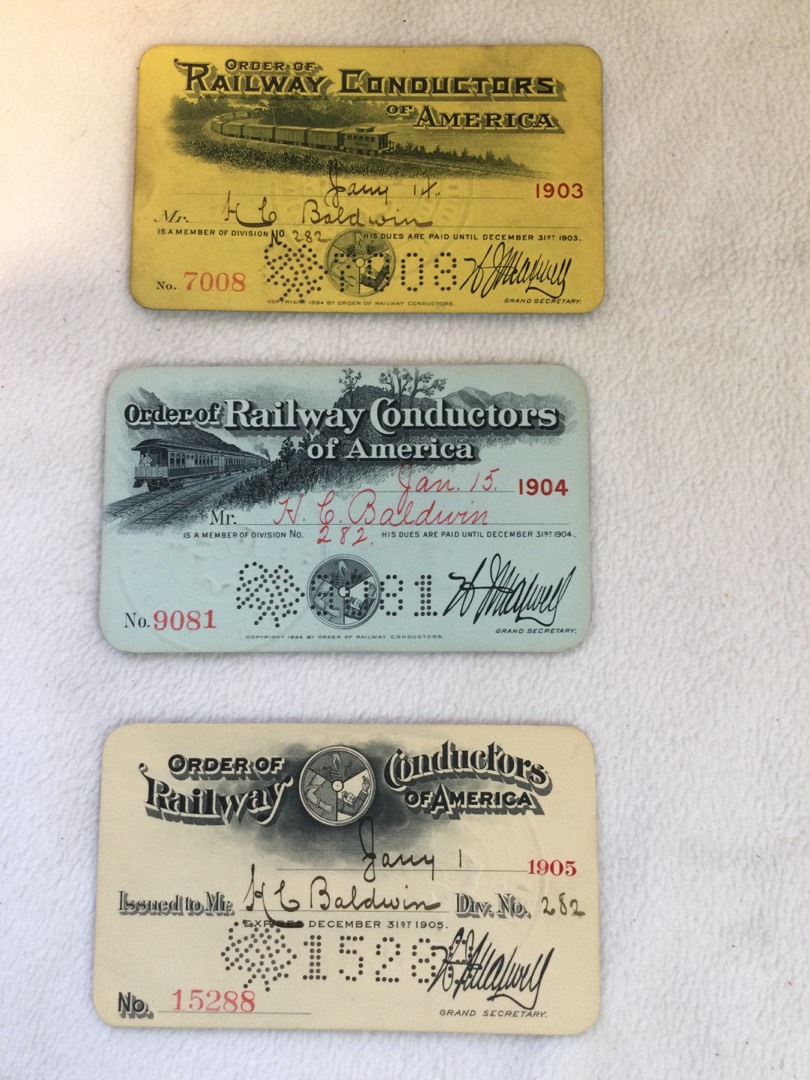 ORDER OF
RAILWAY CONDUCTORS
OF AMERICA
Jany 14. 1903
Mr. H C Baldwin
IS A MEMBER OF DIVISION No 282 HIS DUES ARE PAID UNTIL DECEMBER 31ST 1903.
No. 7008 7008 W J Maxwell
COPYRIGHT 1894 BY ORDER OF RAILWAY CONDUCTORS. GRAND SECRETARY.
Order of Railway Conductors
of America
Jan. 15. 1904
Mr. H. C. Baldwin
IS A MEMBER OF DIVISION No. 282. HIS DUES ARE PAID UNTIL DECEMBER 31ST 1904.
No. 9081 9081 W J Maxwell
COPYRIGHT 1894 BY ORDER OF RAILWAY CONDUCTORS. GRAND SECRETARY.
ORDER OF Conductors
Railway OF AMERICA
Jany 1 1905
Issued to Mr. H C Baldwin Div. No. 282
EXPIRES DECEMBER 31ST 1905.
15288 W J Maxwell
No. 15288 GRAND SECRETARY.